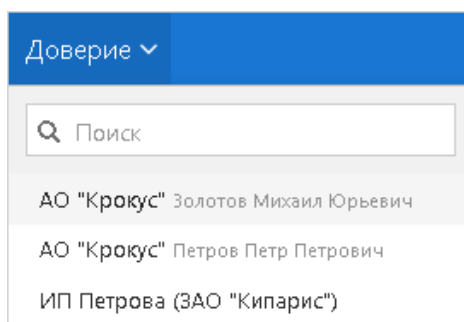 Доверие
Поиск
АО "Крокус" Золотов Михаил Юрьевич
АО "Крокус" Петров Петр Петрович
ИП Петрова (ЗАО "Кипарис")